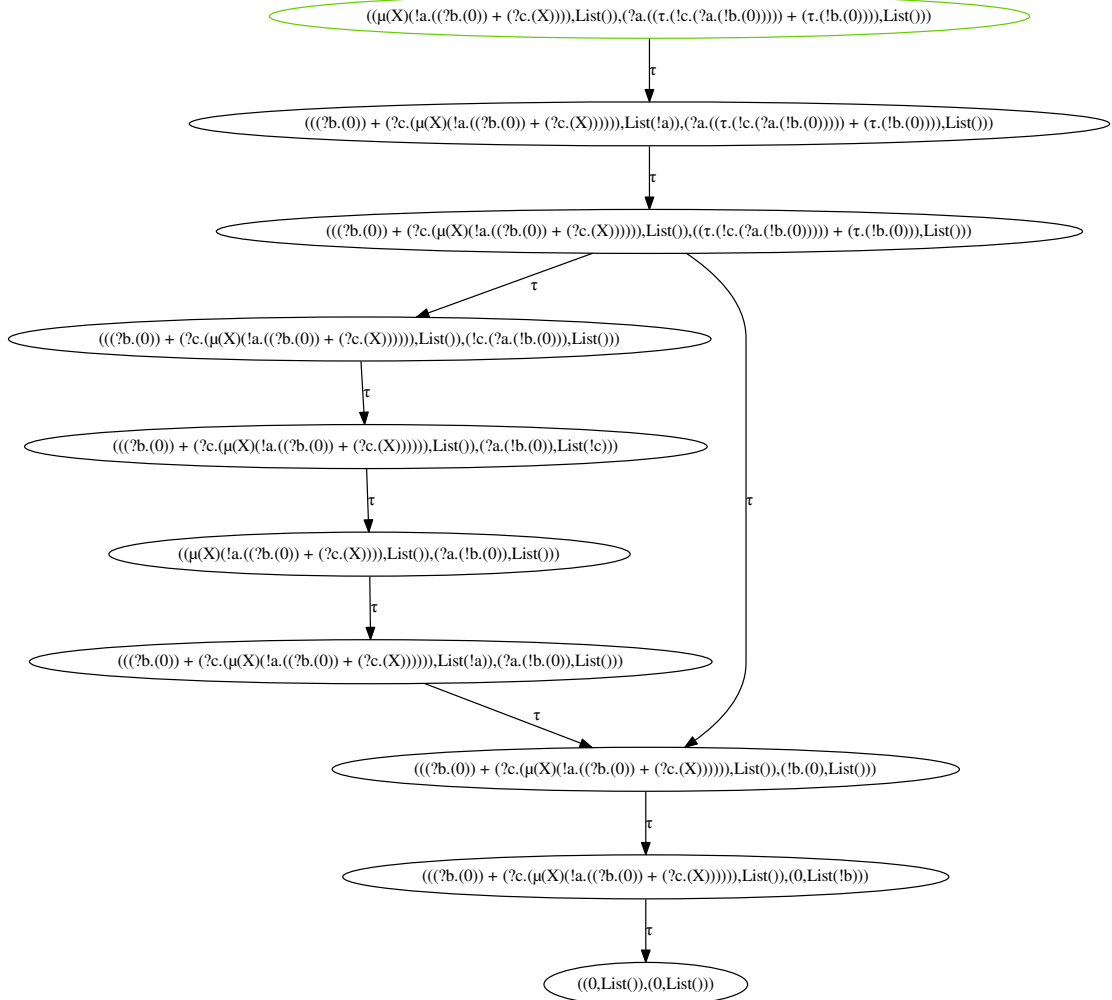 ((μ(X)(!a.((?b.(0)) + (?c.(X)))),List()),(?a.((τ.(!c.(?a.(!b.(0))))) + (τ.(!b.(0)))),List()))
τ
(((?b.(0)) + (?c.(μ(X)(!a.((?b.(0)) + (?c.(X)))))),List(!a)),(?a.((τ.(!c.(?a.(!b.(0))))) + (τ.(!b.(0)))),List()))
τ
(((?b.(0)) + (?c.(μ(X)(!a.((?b.(0)) + (?c.(X)))))),List()),((τ.(!c.(?a.(!b.(0))))) + (τ.(!b.(0))),List()))
τ
(((?b.(0)) + (?c.(μ(X)(!a.((?b.(0)) + (?c.(X)))))),List()),(!c.(?a.(!b.(0))),List()))
τ
(((?b.(0)) + (?c.(μ(X)(!a.((?b.(0)) + (?c.(X)))))),List()),(?a.(!b.(0)),List(!c)))
τ
τ
((μ(X)(!a.((?b.(0)) + (?c.(X)))),List()),(?a.(!b.(0)),List()))
τ
(((?b.(0)) + (?c.(μ(X)(!a.((?b.(0)) + (?c.(X)))))),List(!a)),(?a.(!b.(0)),List()))
τ
(((?b.(0)) + (?c.(μ(X)(!a.((?b.(0)) + (?c.(X)))))),List()),(!b.(0),List()))
τ
(((?b.(0)) + (?c.(μ(X)(!a.((?b.(0)) + (?c.(X)))))),List()),(0,List(!b)))
τ
((0,List()),(0,List()))